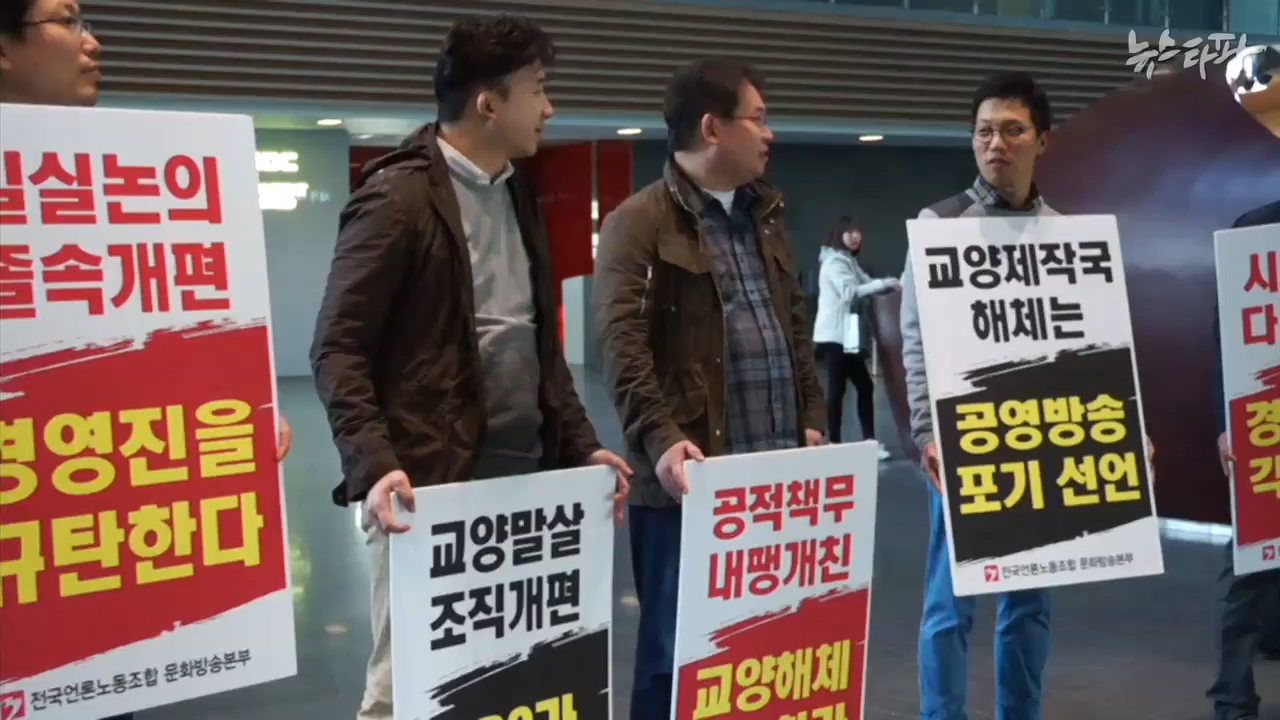 뉴스타파
밀실논의
졸속개편
경영진을
규탄한다
전국언론노동조합 문화방송본부
교양말살
조직개편
공적책무
내팽개친
교양해체
교양제작국
해체는
공영방송
포기 선언
전국언론노동조합 문화방송본부
시
다
경
각